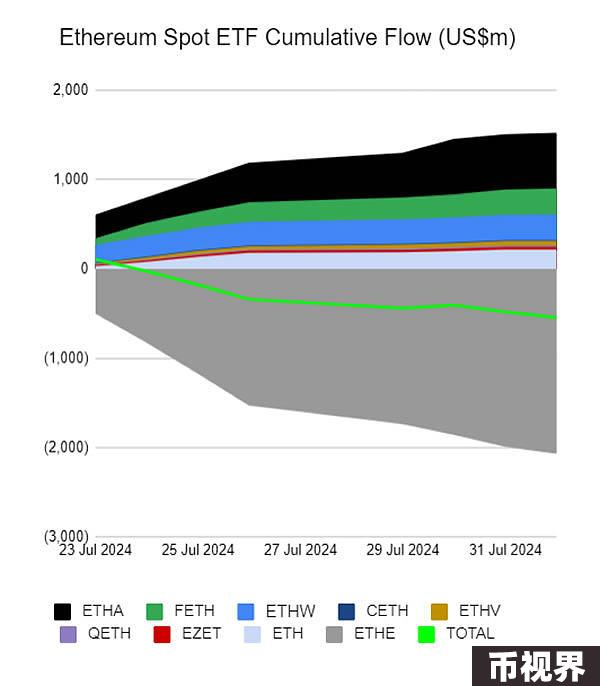 Ethereum Spot ETF Cumulative Flow (US$m)
2,000
1,000
0
(1,000)
(2,000)
(3,000)
23 Jul 2024 25 Jul 2024 27 Jul 2024 29 Jul 2024 31 Jul 2024
ETHA FETH ETHW CETH ETHV
QETH EZET ETH ETHE TOTAL
币视界